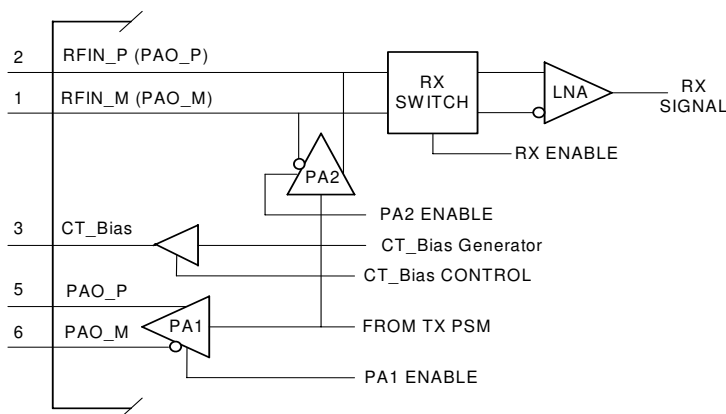 2 RFIN_P (PAO_P)
1 RFIN_M (PAO_M)
RX SWITCH
LNA
RX SIGNAL
RX ENABLE
PA2
PA2 ENABLE
3 CT_Bias
CT_Bias Generator
CT_Bias CONTROL
5 PAO_P
6 PAO_M
PA1
FROM TX PSM
PA1 ENABLE